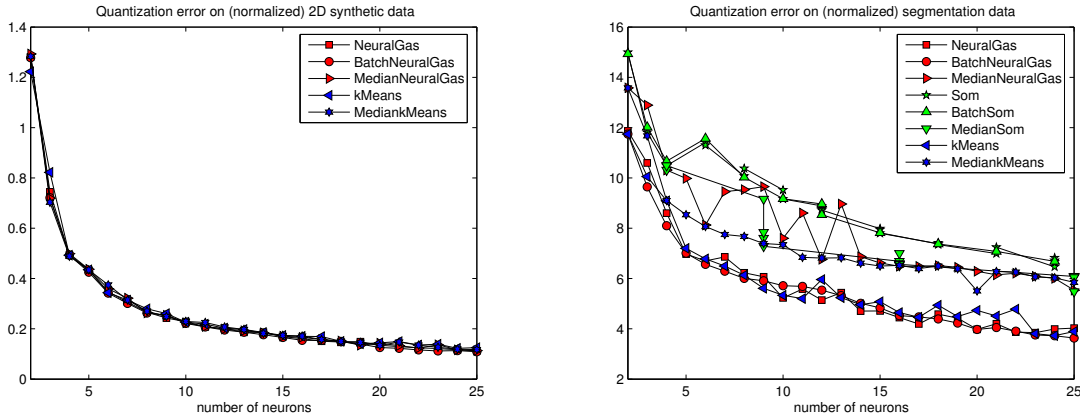 Quantization error on (normalized) 2D synthetic data
1.4
1.2
1
0.8
0.6
0.4
0.2
0
5
10
15
20
25
number of neurons
NeuralGas
BatchNeuralGas
MedianNeuralGas
kMeans
MediankMeans
Quantization error on (normalized) segmentation data
16
14
12
10
8
6
4
2
5
10
15
20
25
number of neurons
NeuralGas
BatchNeuralGas
MedianNeuralGas
Som
BatchSom
MedianSom
kMeans
MediankMeans